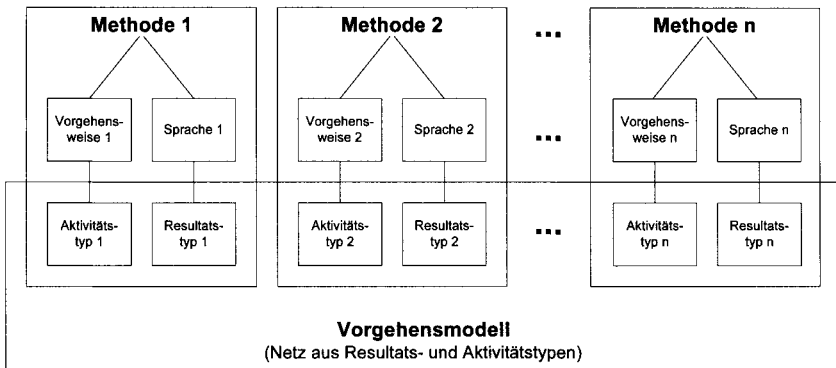 Methode 1
Methode 2
...
Methode n
Vorgehens-
weise 1
Sprache 1
Vorgehens-
weise 2
Sprache 2
...
Vorgehens-
weise n
Sprache n
Aktivitäts-
typ 1
Resultats-
typ 1
Aktivitäts-
typ 2
Resultats-
typ 2
...
Aktivitäts-
typ n
Resultats-
typ n
Vorgehensmodell
(Netz aus Resultats- und Aktivitätstypen)